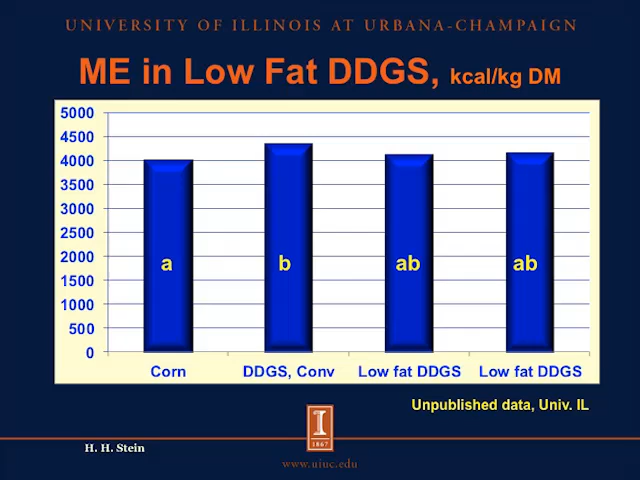 UNIVERSITY OF ILLINOIS AT URBANA-CHAMPAIGN
ME in Low Fat DDGS, kcal/kg DM
5000
4500
4000
3500
3000
2500
2000
1500
1000
500
0
a b ab ab
Corn DDGS, Conv Low fat DDGS Low fat DDGS
Unpublished data, Univ. IL
I
1867
H. H. Stein
www.uiuc.edu